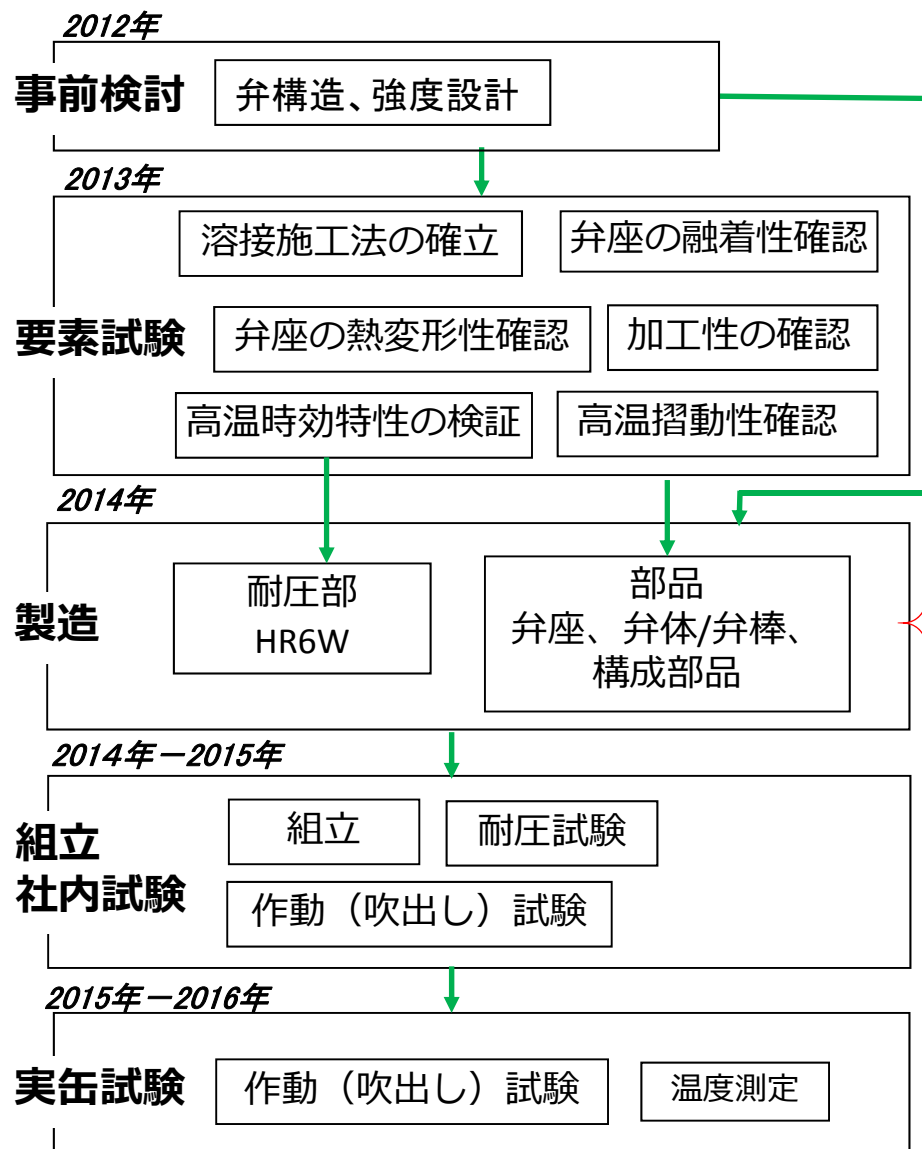 2012年
事前検討
弁構造、強度設計
2013年
溶接施工法の確立
弁座の融着性確認
要素試験
弁座の熱変形性確認
加工性の確認
高温時効特性の検証
高温摺動性確認
2014年
製造
耐圧部
HR6W
部品
弁座、弁体/弁棒、
構成部品
2014年－2015年
組立
社内試験
組立
耐圧試験
作動（吹出し）試験
2015年－2016年
実缶試験
作動（吹出し）試験
温度測定